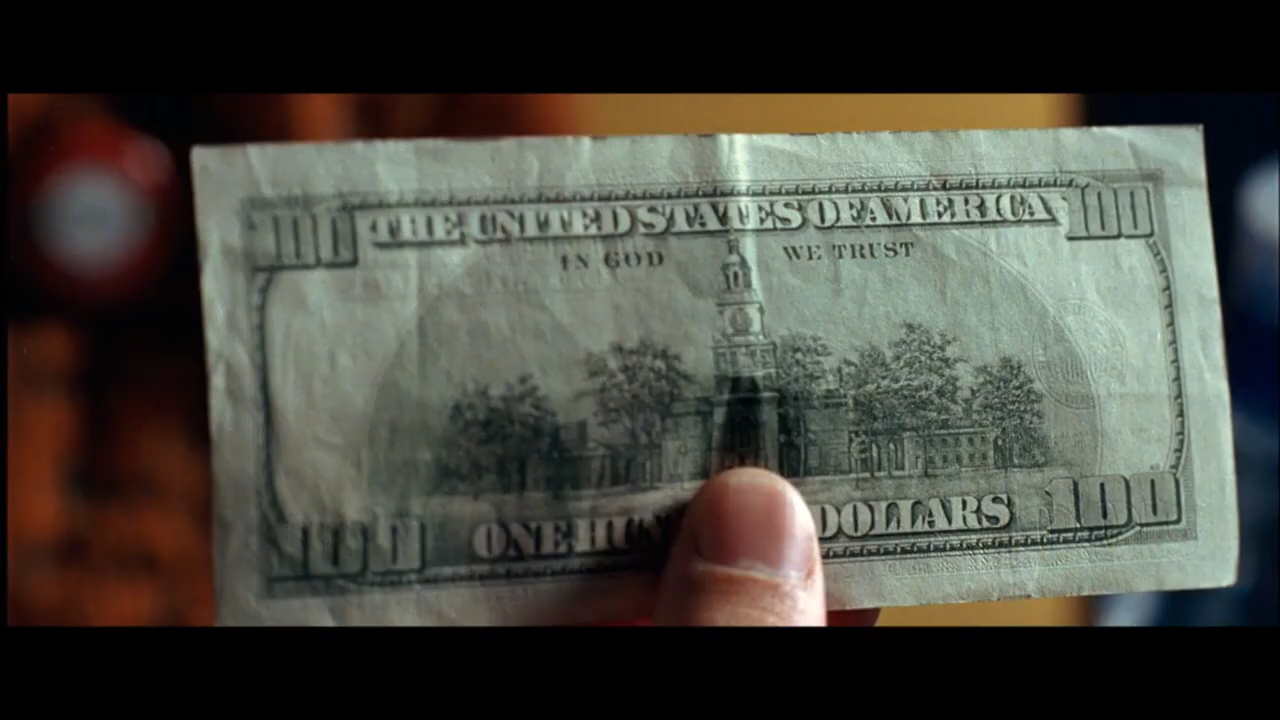 100 THE UNITED STATES OF AMERICA 100
IN GOD WE TRUST
100 ONE HUN DOLLARS 100